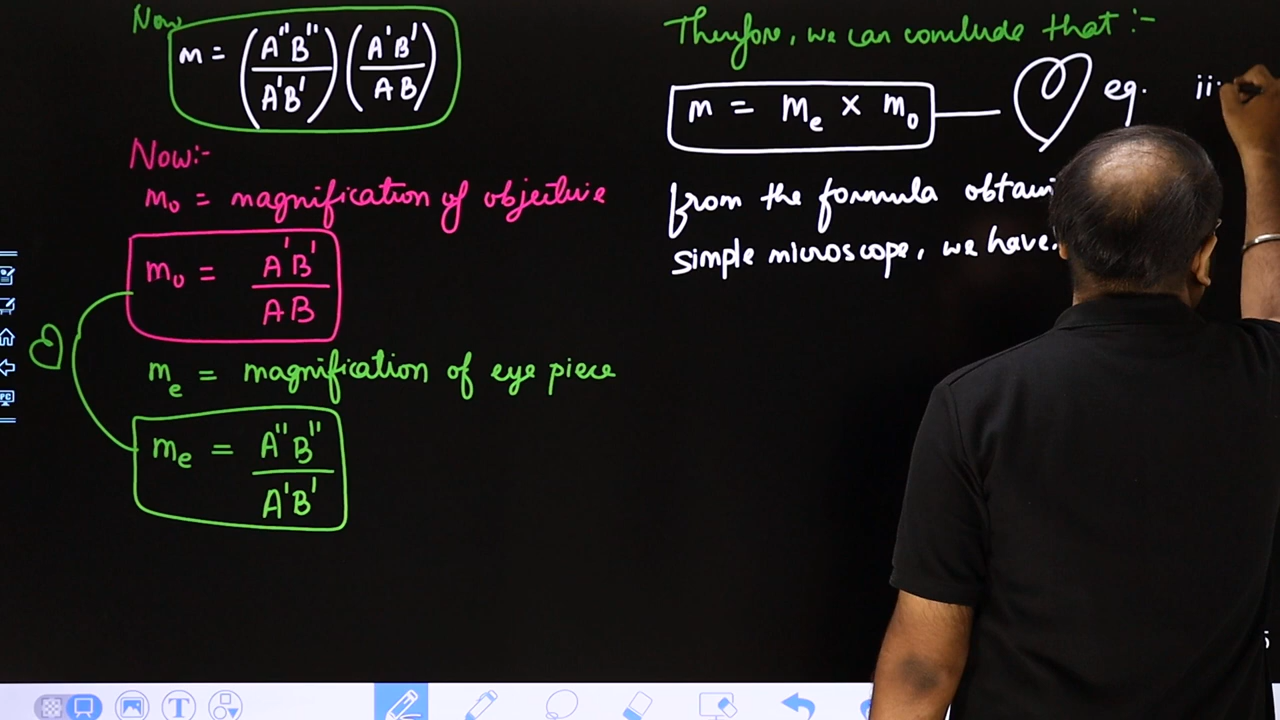 Now
m = (A''B''/A'B') (A'B'/AB)
Now:-
m₀ = magnification of objective
m₀ = A'B'/AB
mₑ = magnification of eye piece
mₑ = A''B''/A'B'
Therefore, we can conclude that :-
m = mₑ × m₀ — eq.
from the formula
simple microscope, we have